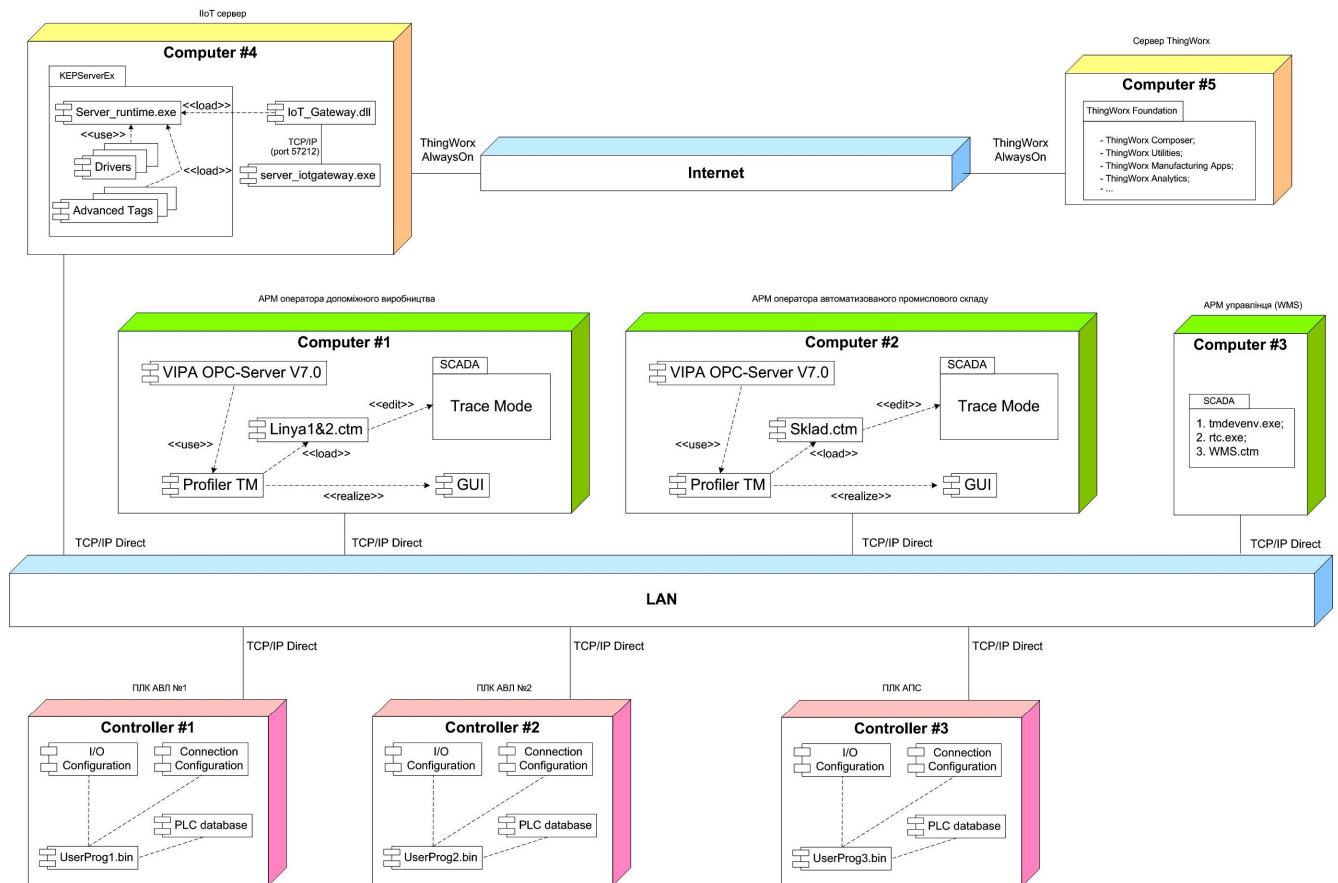 IIoT сервер
Computer #4
KEPServerEx
Server_runtime.exe
<<load>>
IoT_Gateway.dll
<<use>>
TCP/IP
(port 57212)
Drivers
<<load>>
server_iotgateway.exe
Advanced Tags
ThingWorx
AlwaysOn
Internet
ThingWorx
AlwaysOn
Сервер ThingWorx
Computer #5
ThingWorx Foundation
- ThingWorx Composer;
- ThingWorx Utilities;
- ThingWorx Manufacturing Apps;
- ThingWorx Analytics;
- ...
АРМ оператора допоміжного виробництва
Computer #1
VIPA OPC-Server V7.0
SCADA
Trace Mode
<<edit>>
Linya1&2.ctm
<<use>>
<<load>>
Profiler TM
GUI
<<realize>>
АРМ оператора автоматизованого промислового складу
Computer #2
VIPA OPC-Server V7.0
SCADA
Trace Mode
<<edit>>
Sklad.ctm
<<use>>
<<load>>
Profiler TM
GUI
<<realize>>
АРМ управлінця (WMS)
Computer #3
SCADA
1. tmdevenv.exe;
2. rtc.exe;
3. WMS.ctm
TCP/IP Direct
TCP/IP Direct
TCP/IP Direct
TCP/IP Direct
LAN
TCP/IP Direct
TCP/IP Direct
TCP/IP Direct
ПЛК АВЛ №1
Controller #1
I/O
Configuration
Connection
Configuration
PLC database
UserProg1.bin
ПЛК АВЛ №2
Controller #2
I/O
Configuration
Connection
Configuration
PLC database
UserProg2.bin
ПЛК АПС
Controller #3
I/O
Configuration
Connection
Configuration
PLC database
UserProg3.bin